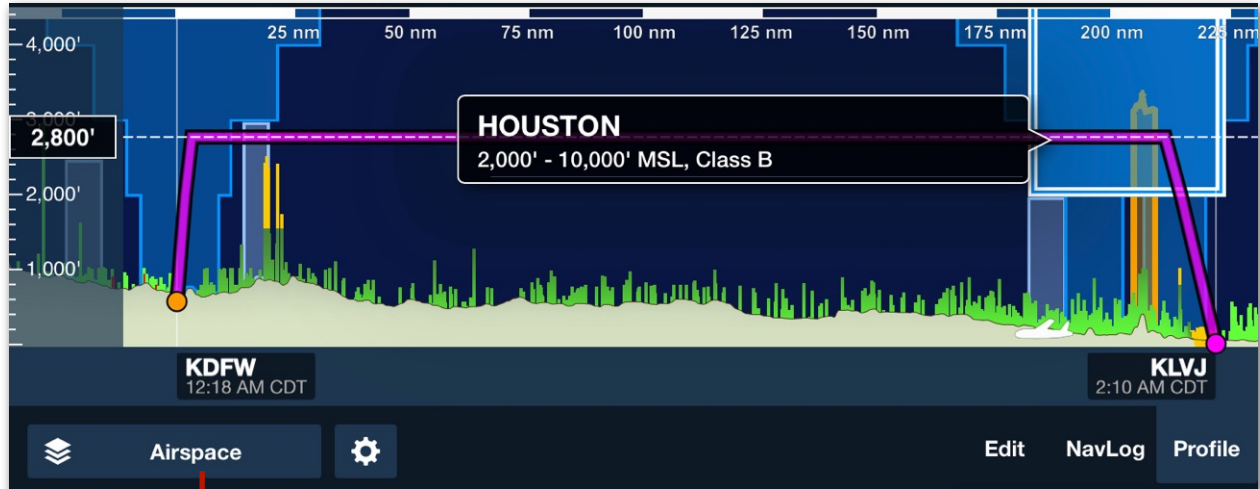 25 nm 50 nm 75 nm 100 nm 125 nm 150 nm 175 nm 200 nm 225 nm
4,000'
3,000'
2,800'
HOUSTON
2,000' - 10,000' MSL, Class B
2,000'
1,000'
KDFW
12:18 AM CDT
KLVJ
2:10 AM CDT
Airspace
Edit NavLog Profile